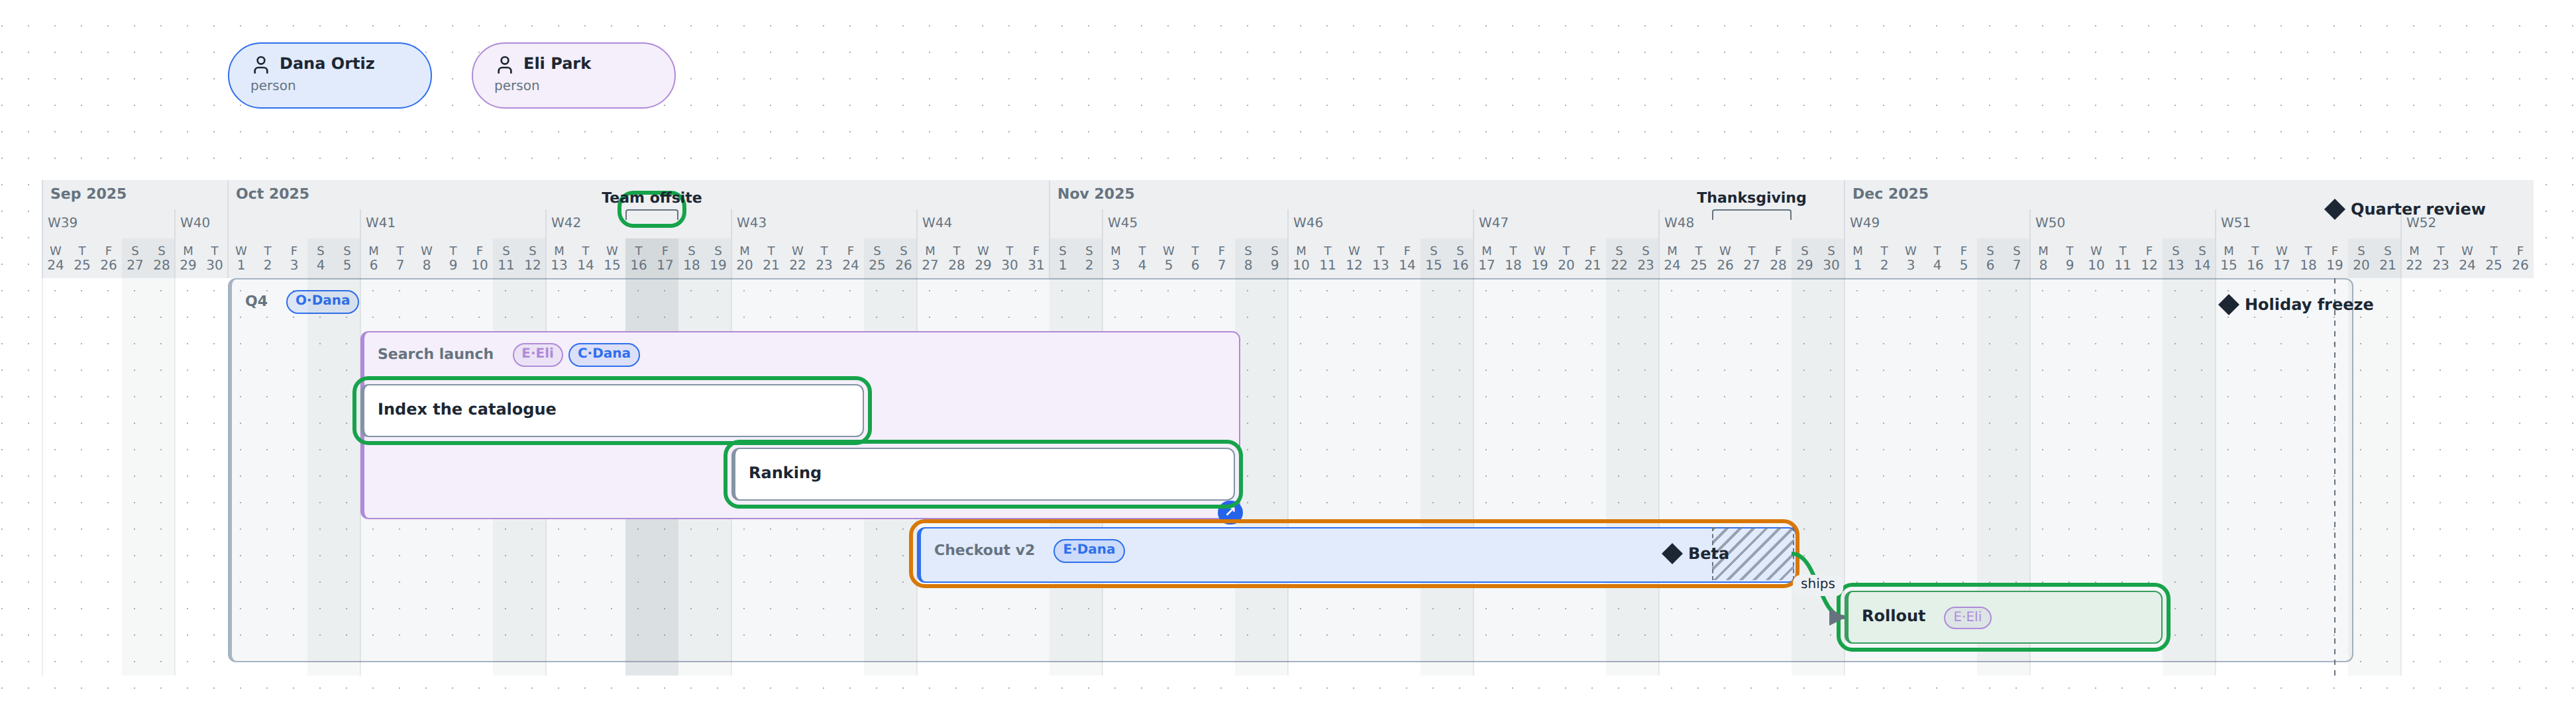 Dana Ortiz
person
Eli Park
person
Sep 2025
Oct 2025
Nov 2025
Dec 2025
Team offsite
Thanksgiving
Quarter review
W39 W40 W41 W42 W43 W44 W45 W46 W47 W48 W49 W50 W51 W52
W T F S S M T W T F S S M T W T F S S M T W T F S S M T W T F S S M T W T F S S M T W T F S S M T W T F S S M T W T F S S M T W T F S S M T W T F S S M T W T F S S M T W T F S S M T W T F S S M T W T F
24 25 26 27 28 29 30 1 2 3 4 5 6 7 8 9 10 11 12 13 14 15 16 17 18 19 20 21 22 23 24 25 26 27 28 29 30 31 1 2 3 4 5 6 7 8 9 10 11 12 13 14 15 16 17 18 19 20 21 22 23 24 25 26 27 28 29 30 1 2 3 4 5 6 7 8 9 10 11 12 13 14 15 16 17 18 19 20 21 22 23 24 25 26
Q4 O·Dana
Holiday freeze
Search launch E·Eli C·Dana
Index the catalogue
Ranking
Checkout v2 E·Dana
Beta
ships
Rollout E·Eli